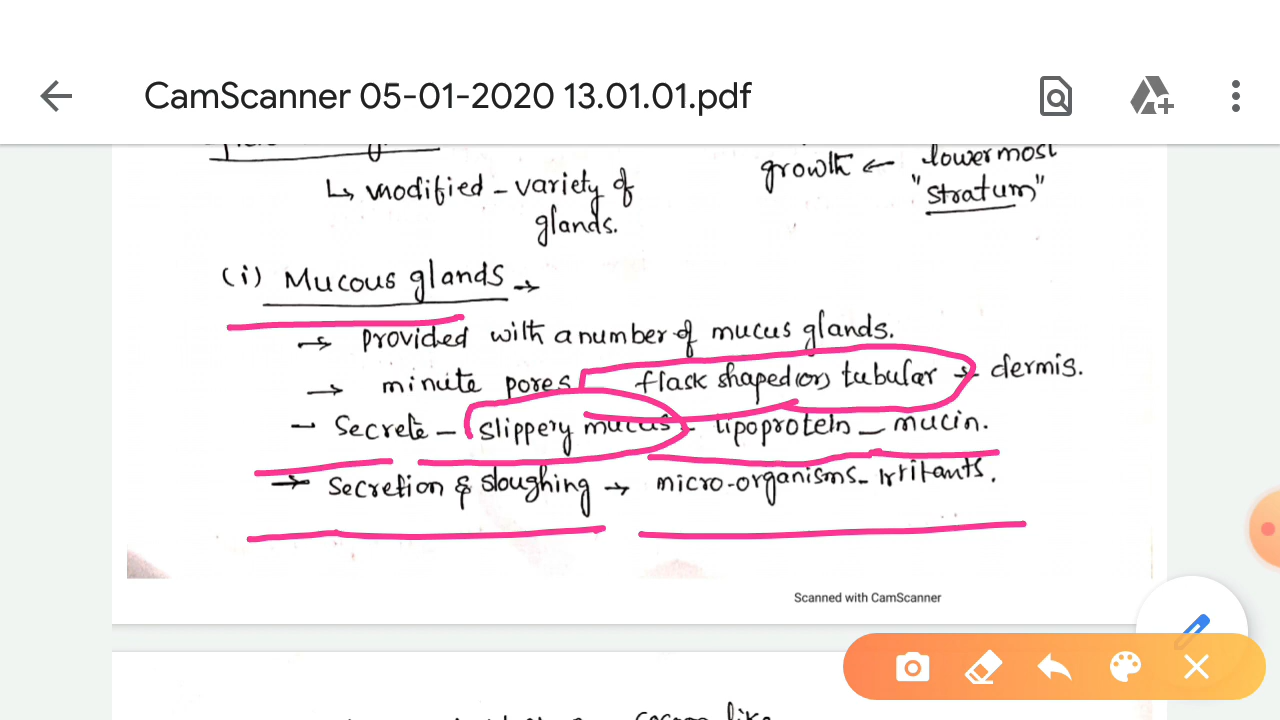 CamScanner 05-01-2020 13.01.01.pdf
growth ← lowermost
↳ modified - variety of "stratum"
glands.
(i) Mucous glands →
→ provided with a number of mucus glands.
→ minute pores flask shaped (or) tubular → dermis.
- Secrete - slippery mucus - lipoprotein - mucin.
→ Secretion & sloughing → micro-organisms - irritants.
Scanned with CamScanner
like